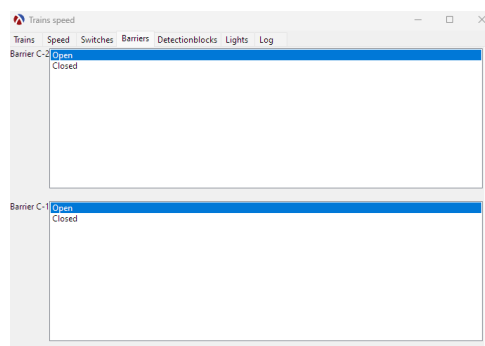 Trains speed
Trains Speed Switches Barriers Detectionblocks Lights Log
Barrier C-2 Open
Closed
Barrier C-1 Open
Closed